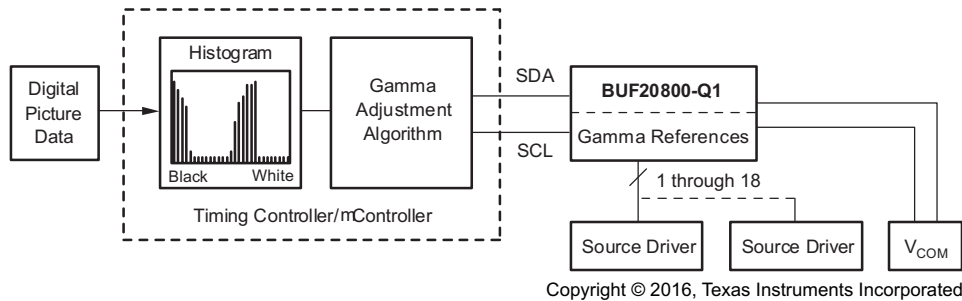 Digital
Picture
Data
Histogram
Black White
Gamma
Adjustment
Algorithm
Timing Controller/mController
SDA
SCL
BUF20800-Q1
Gamma References
1 through 18
Source Driver
Source Driver
VCOM
Copyright © 2016, Texas Instruments Incorporated